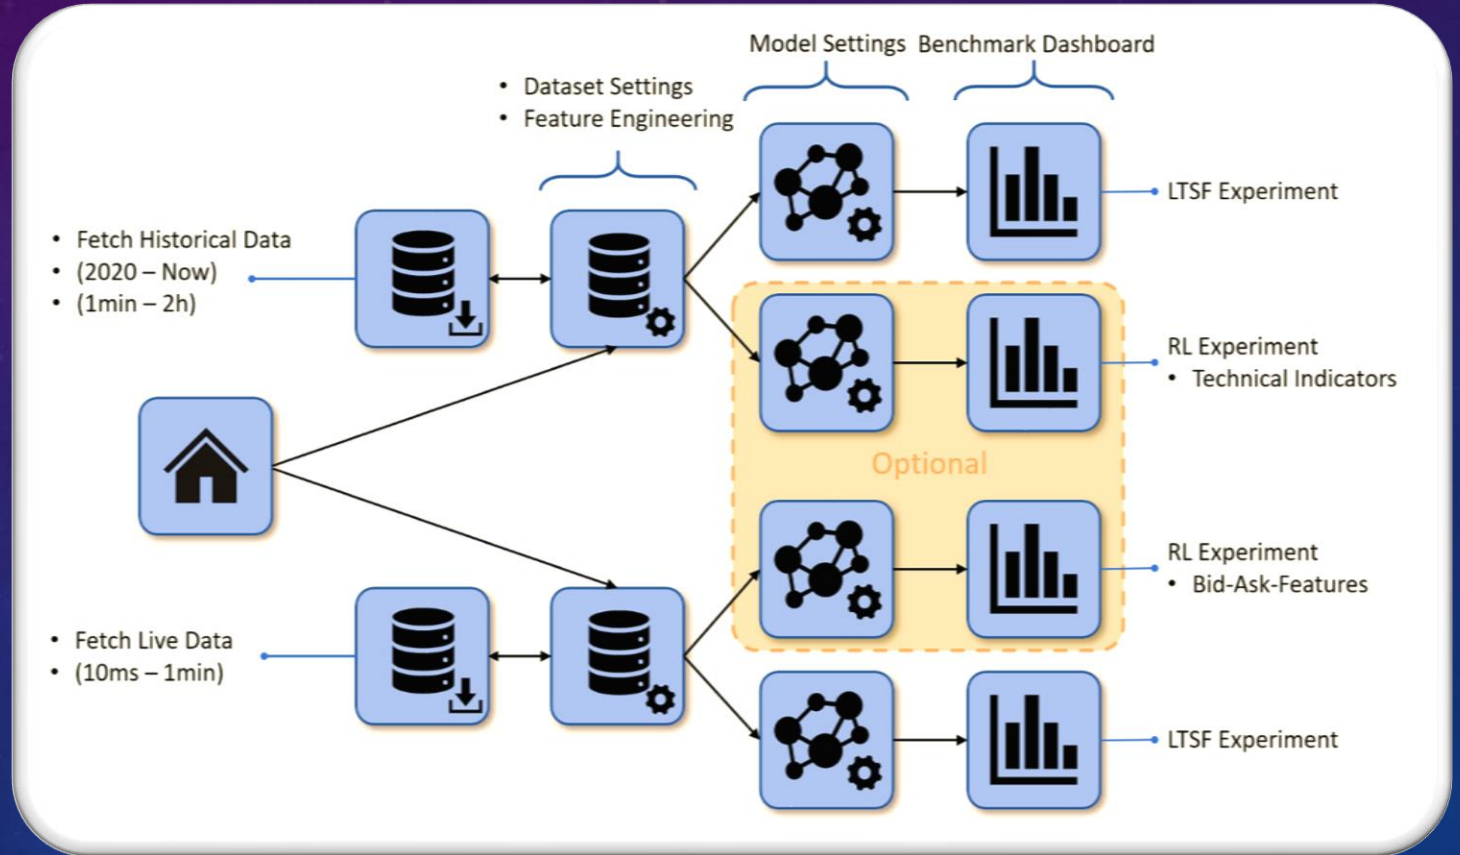 Model Settings
Benchmark Dashboard
• Dataset Settings
• Feature Engineering
LTSF Experiment
• Fetch Historical Data
• (2020 – Now)
• (1min – 2h)
RL Experiment
• Technical Indicators
Optional
RL Experiment
• Bid-Ask-Features
• Fetch Live Data
• (10ms – 1min)
LTSF Experiment